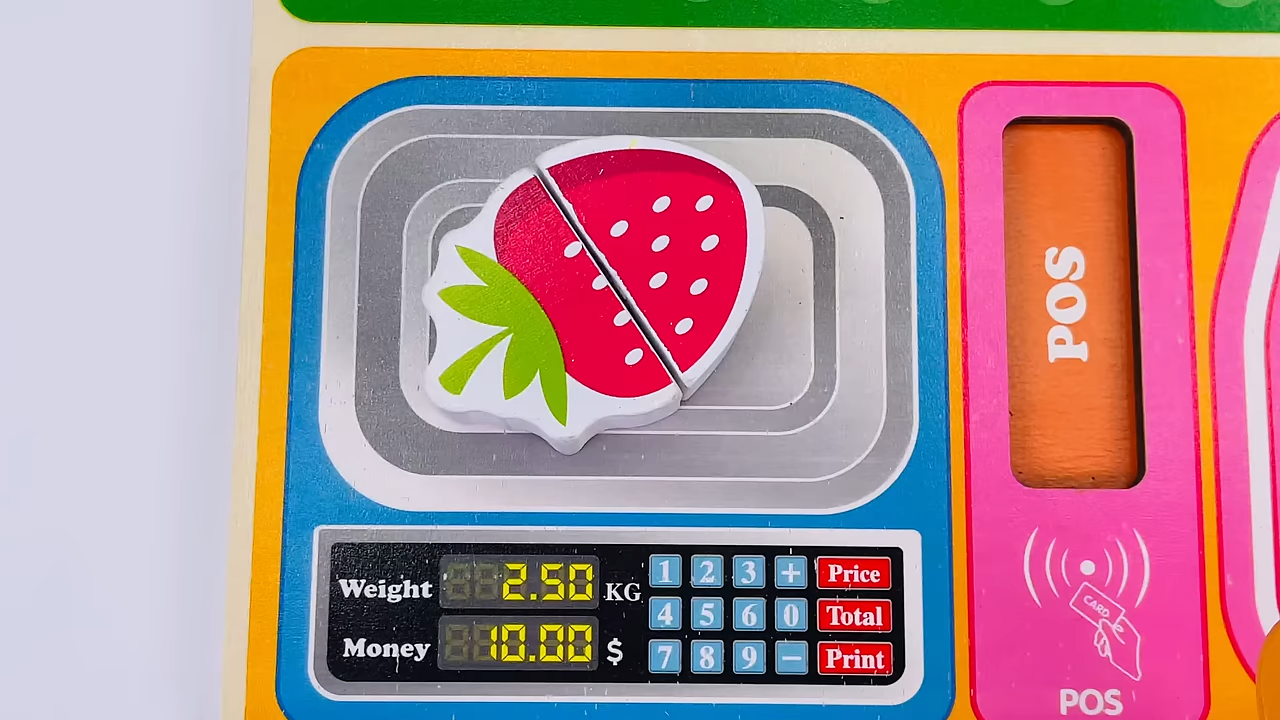 POS
Weight 2.50 KG
Money 10.00 $
1 2 3 + Price
4 5 6 0 Total
7 8 9 - Print
CARD
POS